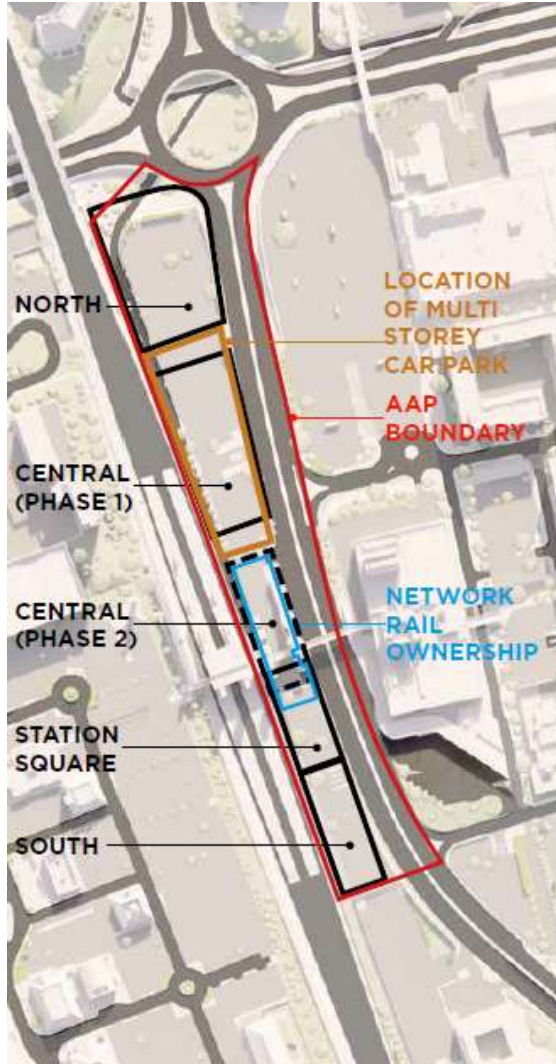 NORTH
LOCATION
OF MULTI
STOREY
CAR PARK
AAP
BOUNDARY
CENTRAL
(PHASE 1)
CENTRAL
(PHASE 2)
NETWORK
RAIL
OWNERSHIP
STATION
SQUARE
SOUTH